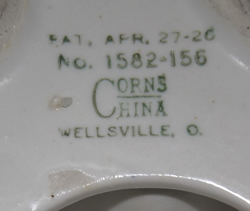 PAT, APR, 27-26
No. 1582-156
CORNS
CHINA
WELLSVILLE, O.